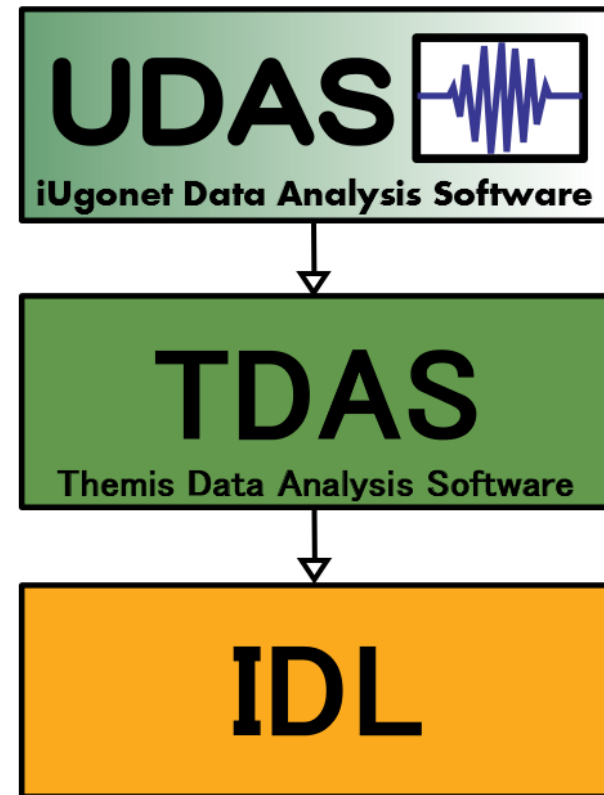 UDAS
iUgonet Data Analysis Software
TDAS
Themis Data Analysis Software
IDL